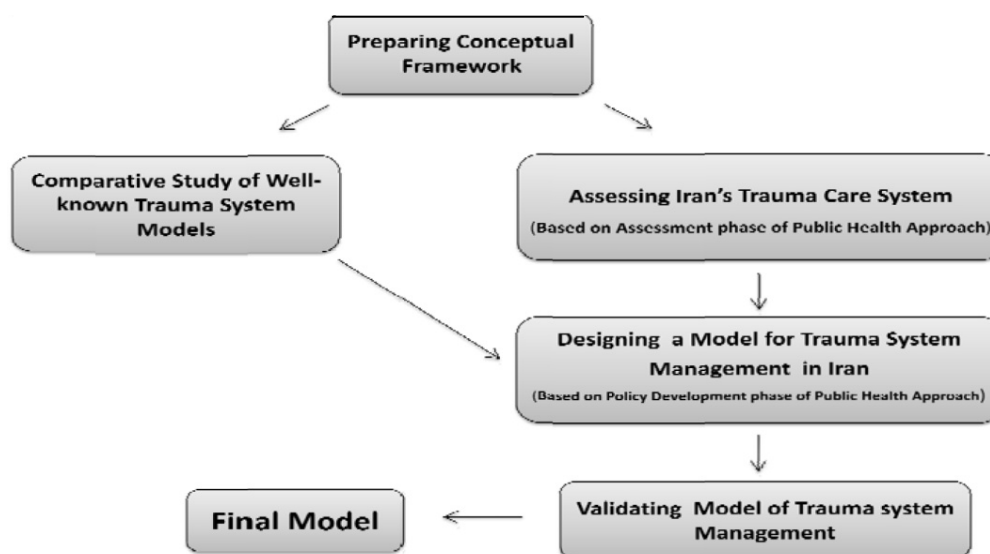 Preparing Conceptual
Framework
Comparative Study of Well-
known Trauma System
Models
Assessing Iran's Trauma Care System
(Based on Assessment phase of Public Health Approach)
Designing a Model for Trauma System
Management in Iran
(Based on Policy Development phase of Public Health Approach)
Validating Model of Trauma system
Management
Final Model